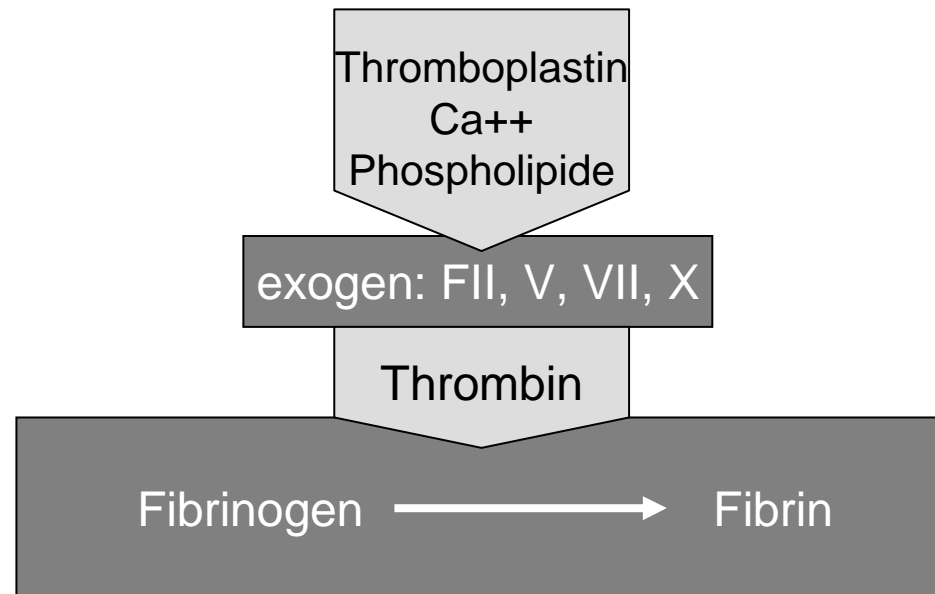 Thromboplastin
Ca++
Phospholipide
exogen: FII, V, VII, X
Thrombin
Fibrinogen Fibrin